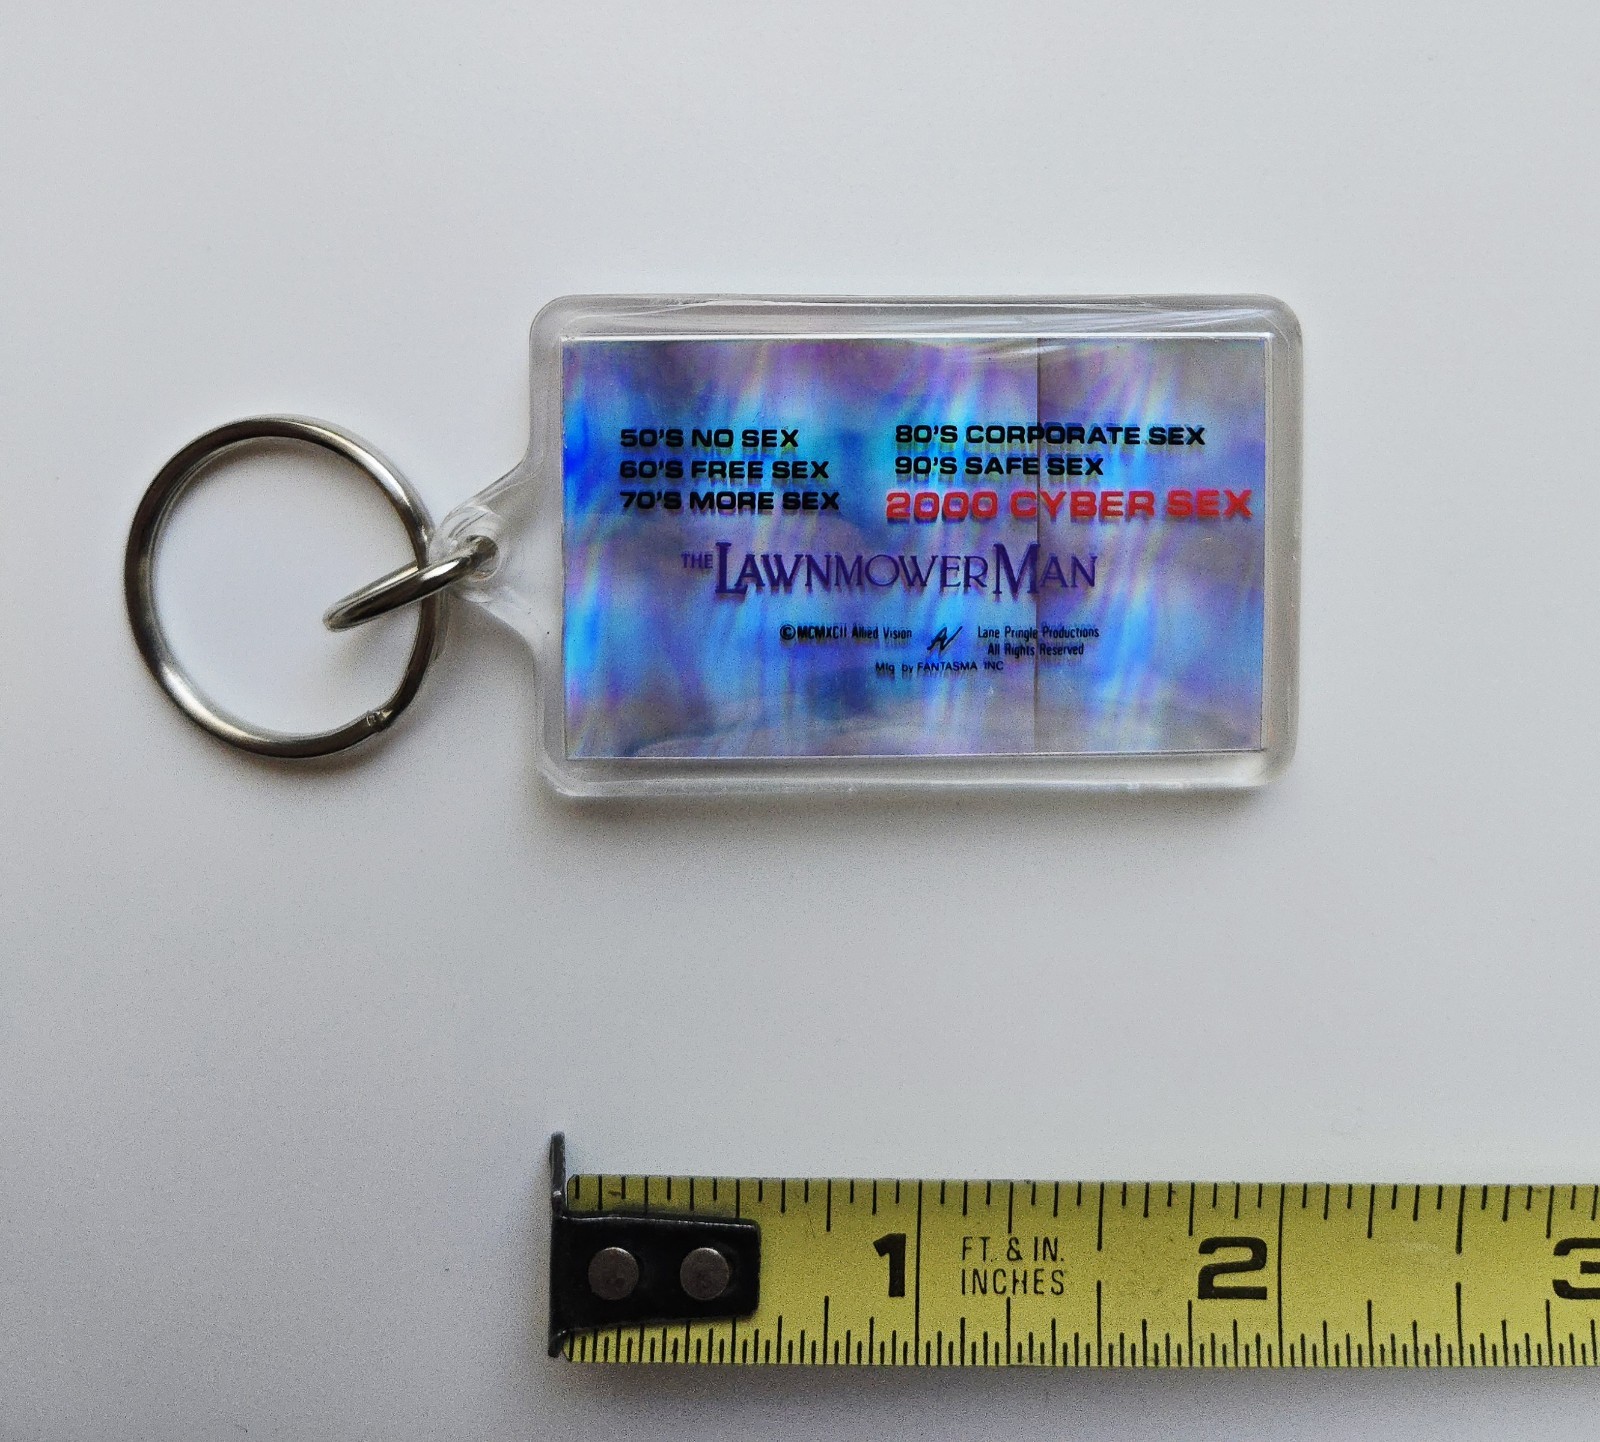 50'S NO SEX
60'S FREE SEX
70'S MORE SEX
80'S CORPORATE SEX
90'S SAFE SEX
2000 CYBER SEX
THE LAWNMOWER MAN
©MCMXCII Allied Vision
AV
Lane Pringle Productions
All Rights Reserved
Mfg by FANTASMA INC
1
FT. & IN.
INCHES
2
3